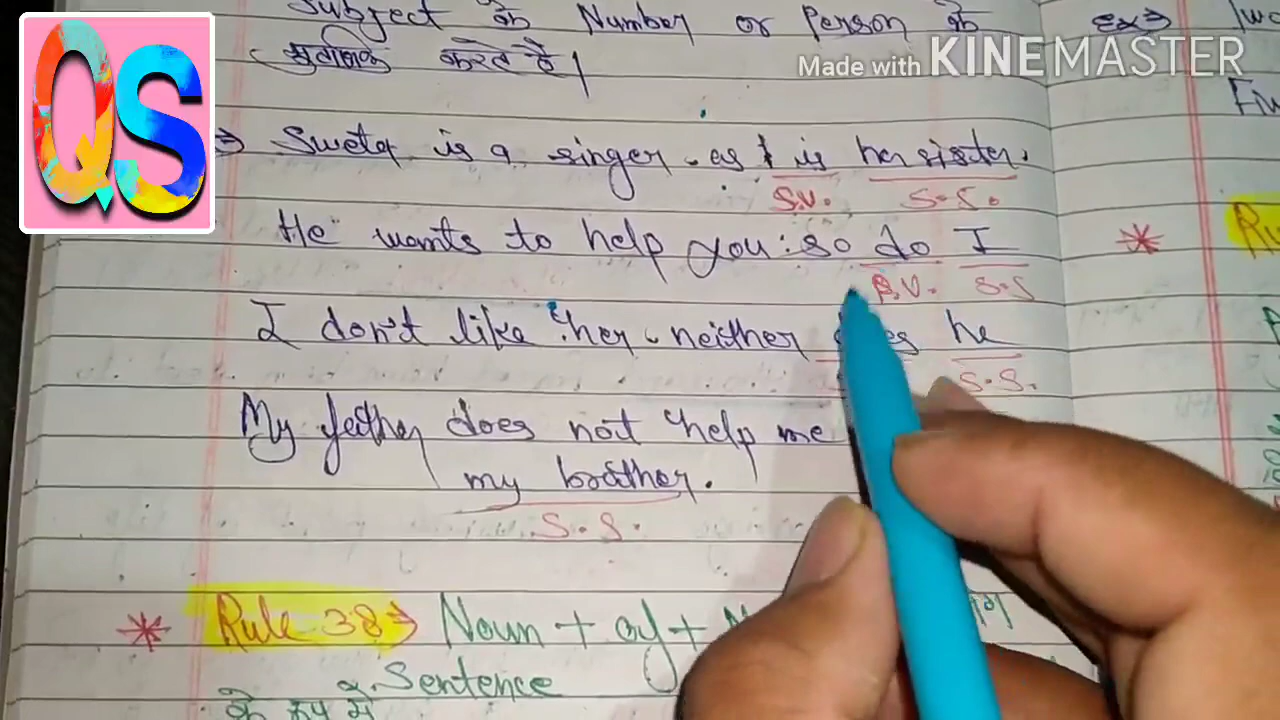 Subject के Number or Person के
मुताबिक करते है।
Made with KINEMASTER
QS
⇒ Sweta is a singer. as is her sister.
S.V. S.S.
He wants to help you: so do I
S.V. S.S
I don't like her. neither he
S.S.
My father does not help me
my brother.
S.S.
* Rule 38⇒ Noun + of +
Sentence
के रूप में
ex⇒